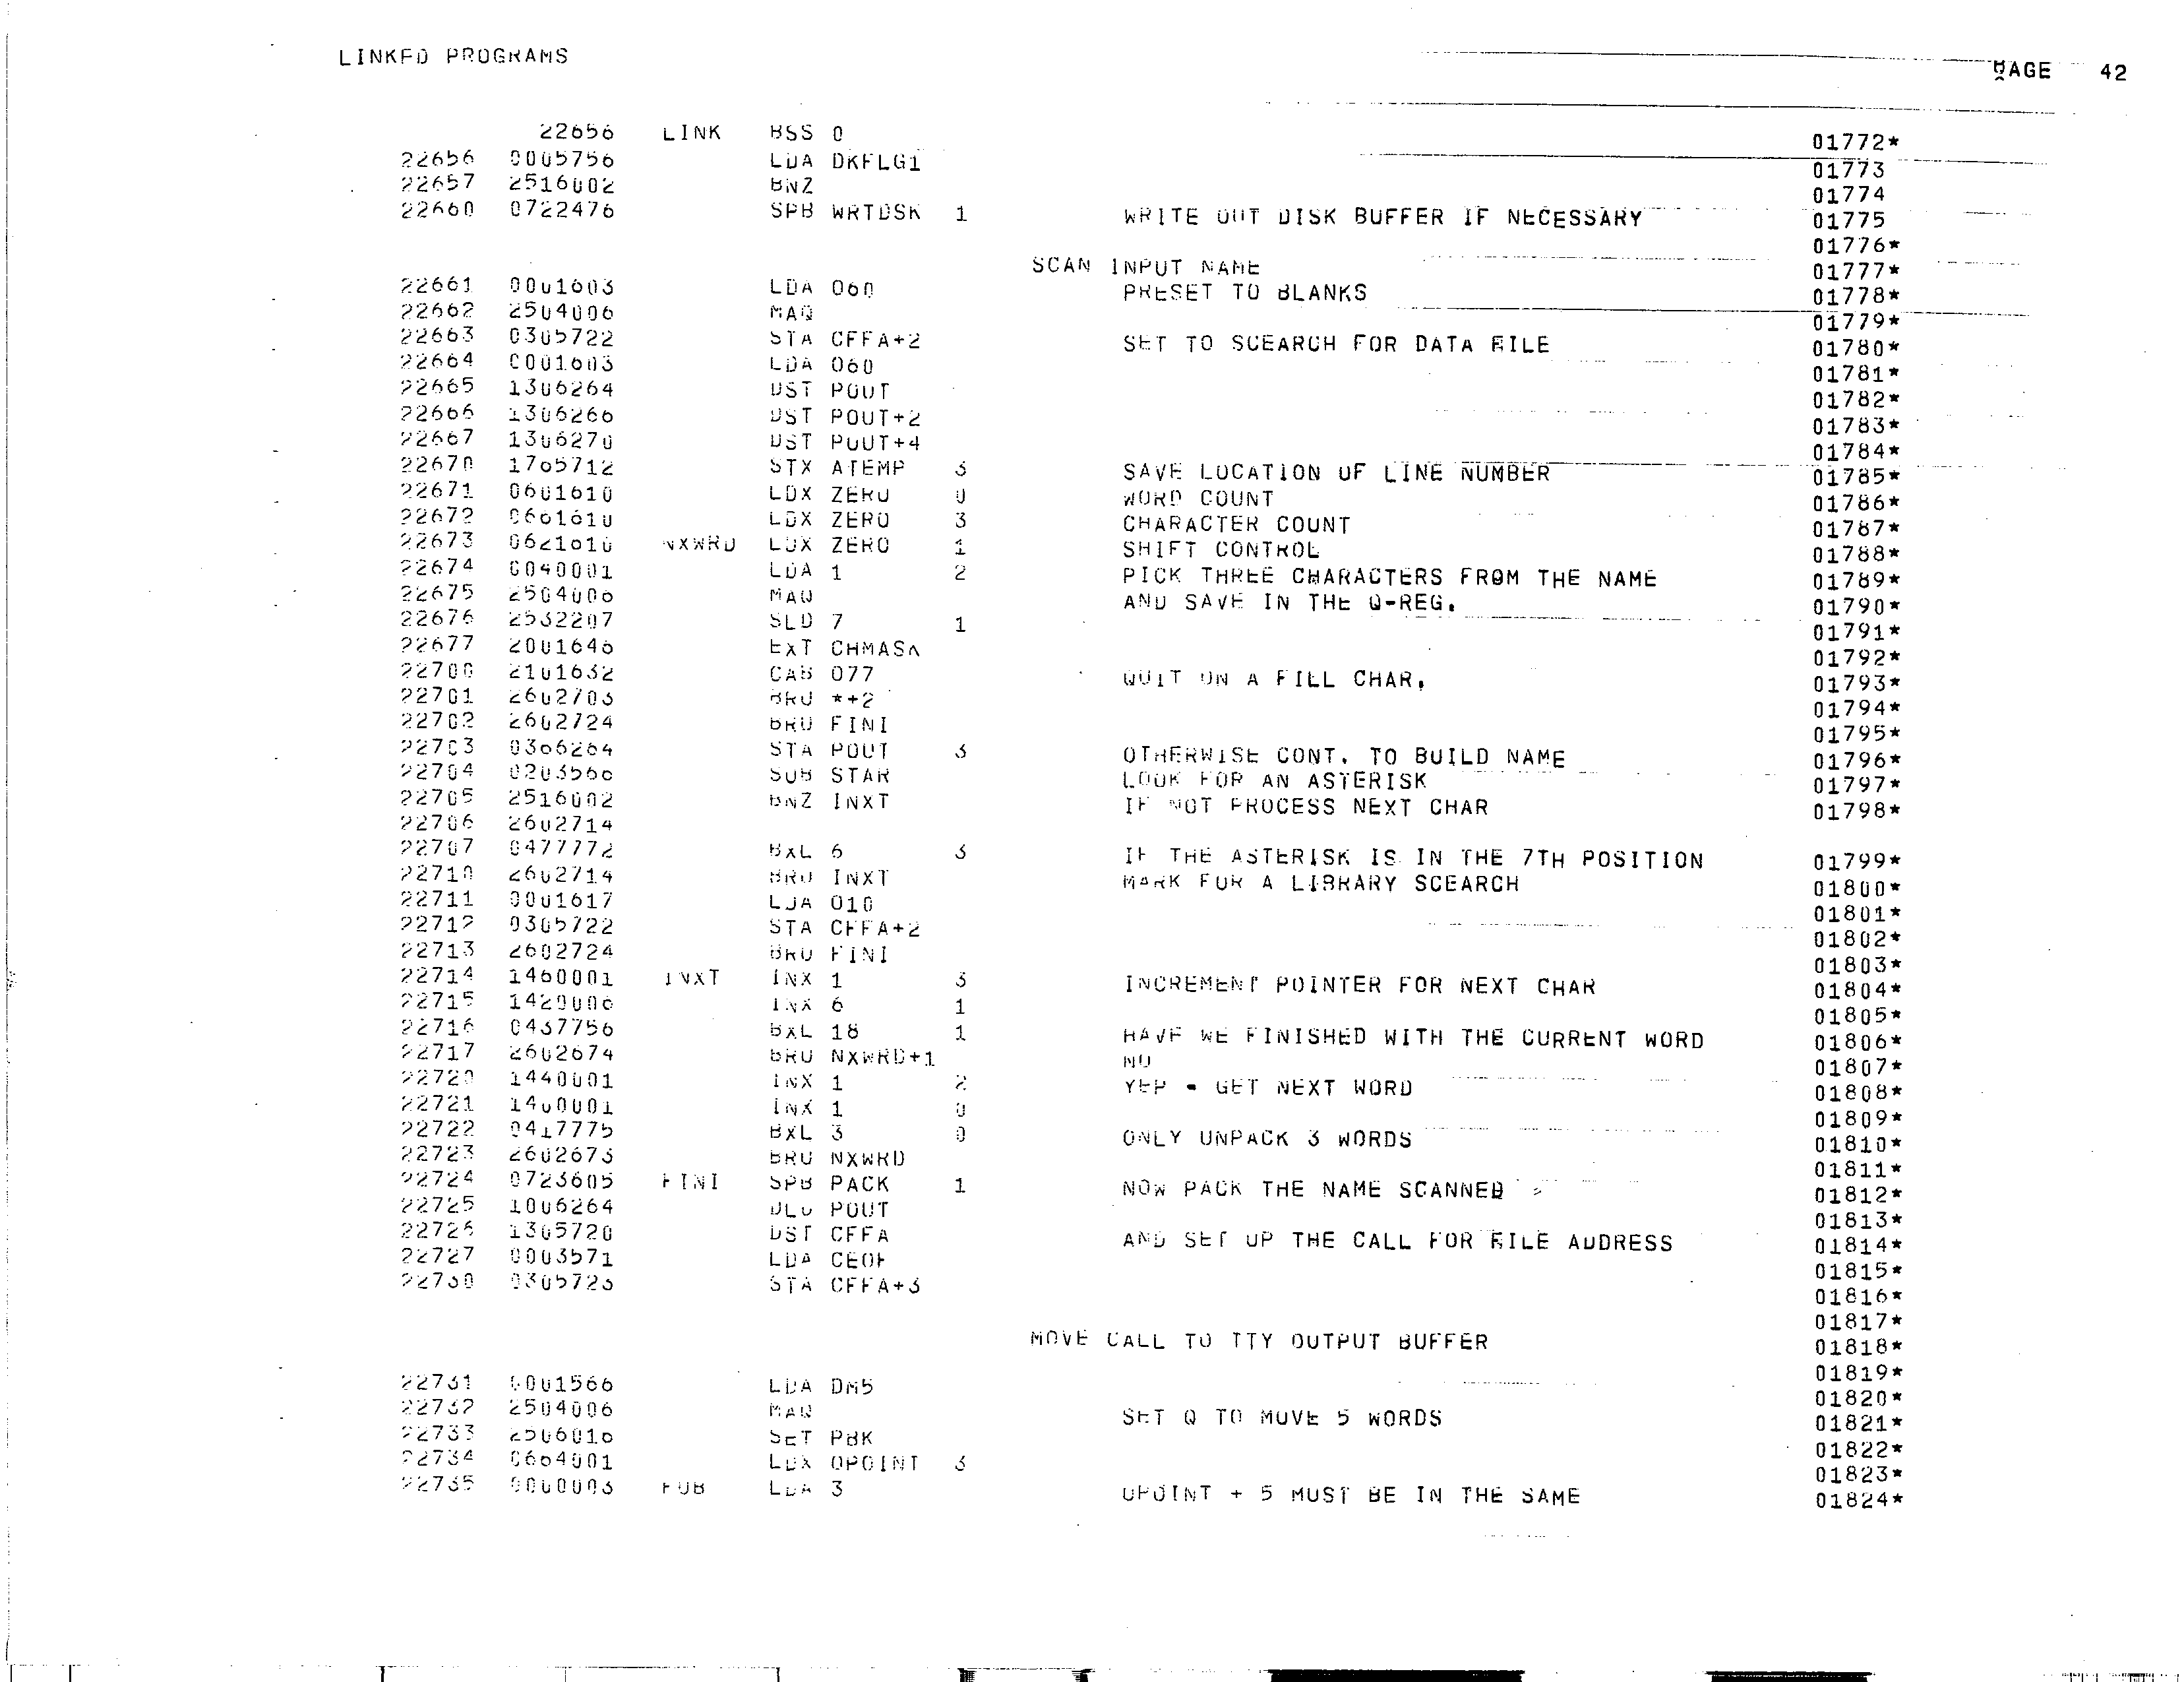 LINKED PROGRAMS PAGE 42
22656 LINK BSS 0 01772*
22656 0005756 LDA DKFLG1 01773
22657 2516002 BNZ 01774
22660 0722476 SPB WRTDSK 1 WRITE OUT DISK BUFFER IF NECESSARY 01775
01776*
SCAN INPUT NAME 01777*
22661 0001603 LDA O60 PRESET TO BLANKS 01778*
22662 2504006 MAQ 01779*
22663 0305722 STA CFFA+2 SET TO SCEARCH FOR DATA FILE 01780*
22664 0001603 LDA O60 01781*
22665 1306264 DST POUT 01782*
22666 1306266 DST POUT+2 01783*
22667 1306270 DST POUT+4 01784*
22670 1765712 STX ATEMP 3 SAVE LOCATION OF LINE NUMBER 01785*
22671 0601610 LDX ZERO 0 WORD COUNT 01786*
22672 0661610 LDX ZERO 3 CHARACTER COUNT 01787*
22673 0621610 NXWRD LDX ZERO 1 SHIFT CONTROL 01788*
22674 0040001 LDA 1 2 PICK THREE CHARACTERS FROM THE NAME 01789*
22675 2504006 MAQ AND SAVE IN THE Q-REG. 01790*
22676 2532207 SLD 7 1 01791*
22677 2001646 EXT CHMASK 01792*
22700 2101632 CAB O77 QUIT ON A FILL CHAR. 01793*
22701 2602703 BRU *+2 01794*
22702 2602724 BRU FINI 01795*
22703 0366264 STA POUT 3 OTHERWISE CONT. TO BUILD NAME 01796*
22704 0203560 SUB STAR LOOK FOR AN ASTERISK 01797*
22705 2516002 BNZ INXT IF NOT PROCESS NEXT CHAR 01798*
22706 2602714
22707 0477772 BXL 6 3 IF THE ASTERISK IS IN THE 7TH POSITION 01799*
22710 2602714 BRU INXT MARK FOR A LIBRARY SCEARCH 01800*
22711 0001617 LDA O10 01801*
22712 0305722 STA CFFA+2 01802*
22713 2602724 BRU FINI 01803*
22714 1460001 INXT INX 1 3 INCREMENT POINTER FOR NEXT CHAR 01804*
22715 1420006 INX 6 1 01805*
22716 0437756 BXL 18 1 HAVE WE FINISHED WITH THE CURRENT WORD 01806*
22717 2602674 BRU NXWRD+1 NO 01807*
22720 1440001 INX 1 2 YEP - GET NEXT WORD 01808*
22721 1400001 INX 1 0 01809*
22722 0417775 BXL 3 0 ONLY UNPACK 3 WORDS 01810*
22723 2602673 BRU NXWRD 01811*
22724 0723605 FINI SPB PACK 1 NOW PACK THE NAME SCANNED 01812*
22725 1006264 DLD POUT 01813*
22726 1305720 DST CFFA AND SET UP THE CALL FOR FILE ADDRESS 01814*
22727 0003571 LDA CEOF 01815*
22730 0305723 STA CFFA+3 01816*
01817*
MOVE CALL TO TTY OUTPUT BUFFER 01818*
01819*
22731 0001566 LDA DM5 01820*
22732 2504006 MAQ SET Q TO MOVE 5 WORDS 01821*
22733 2506016 SET PBK 01822*
22734 0664001 LDX OPOINT 3 01823*
22735 0060003 FOB LDA 3 OPOINT + 5 MUST BE IN THE SAME 01824*